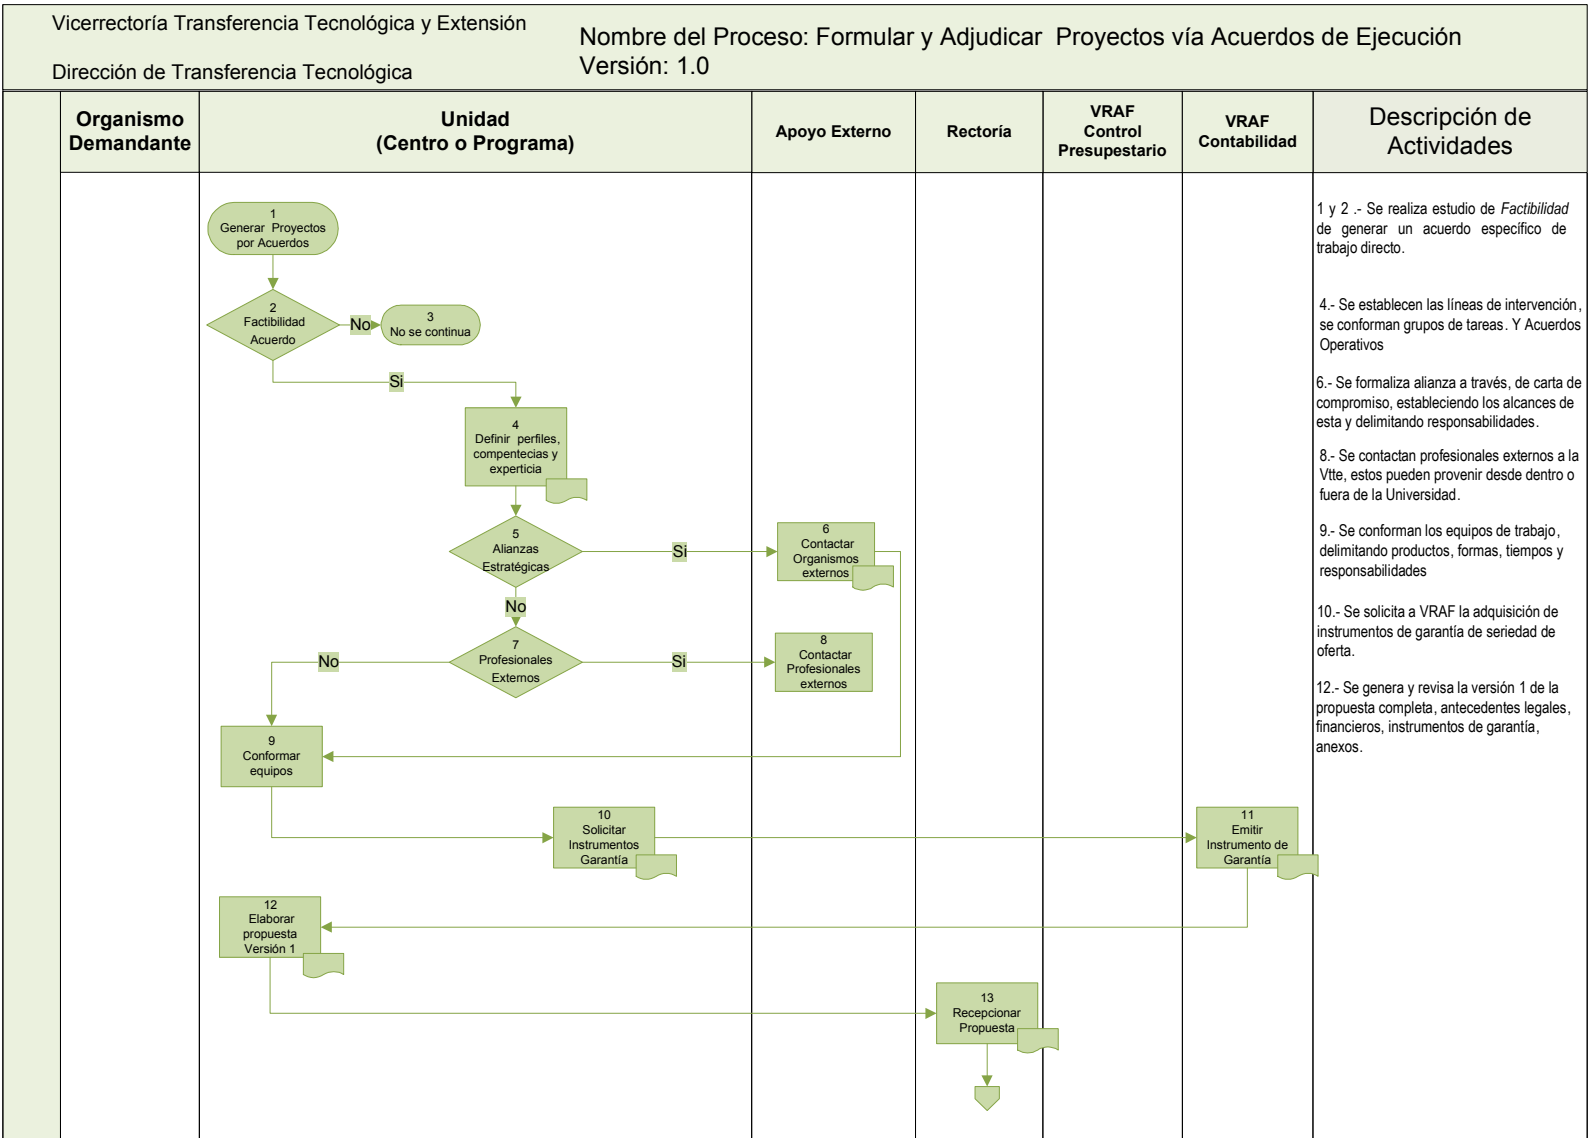 Vicerrectoría Transferencia Tecnológica y Extensión
Dirección de Transferencia Tecnológica
Nombre del Proceso: Formular y Adjudicar Proyectos vía Acuerdos de Ejecución
Versión: 1.0
Organismo
Demandante
Unidad
(Centro o Programa)
Apoyo Externo
Rectoría
VRAF
Control
Presupestario
VRAF
Contabilidad
Descripción de
Actividades
1
Generar Proyectos
por Acuerdos
2
Factibilidad
Acuerdo
No
3
No se continua
Si
4
Definir perfiles,
compentecias y
experticia
5
Alianzas
Estratégicas
Si
6
Contactar
Organismos
externos
No
7
Profesionales
Externos
No
Si
8
Contactar
Profesionales
externos
9
Conformar
equipos
10
Solicitar
Instrumentos
Garantía
11
Emitir
Instrumento de
Garantía
12
Elaborar
propuesta
Versión 1
13
Recepcionar
Propuesta
1 y 2 .- Se realiza estudio de Factibilidad
de generar un acuerdo específico de
trabajo directo.
4.- Se establecen las líneas de intervención,
se conforman grupos de tareas. Y Acuerdos
Operativos
6.- Se formaliza alianza a través, de carta de
compromiso, estableciendo los alcances de
esta y delimitando responsabilidades.
8.- Se contactan profesionales externos a la
Vtte, estos pueden provenir desde dentro o
fuera de la Universidad.
9.- Se conforman los equipos de trabajo,
delimitando productos, formas, tiempos y
responsabilidades
10.- Se solicita a VRAF la adquisición de
instrumentos de garantía de seriedad de
oferta.
12.- Se genera y revisa la versión 1 de la
propuesta completa, antecedentes legales,
financieros, instrumentos de garantía,
anexos.